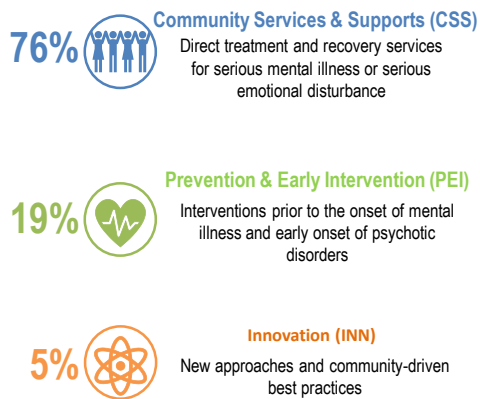 Community Services & Supports (CSS)
76%
Direct treatment and recovery services
for serious mental illness or serious
emotional disturbance
Prevention & Early Intervention (PEI)
19%
Interventions prior to the onset of mental
illness and early onset of psychotic
disorders
Innovation (INN)
5%
New approaches and community-driven
best practices